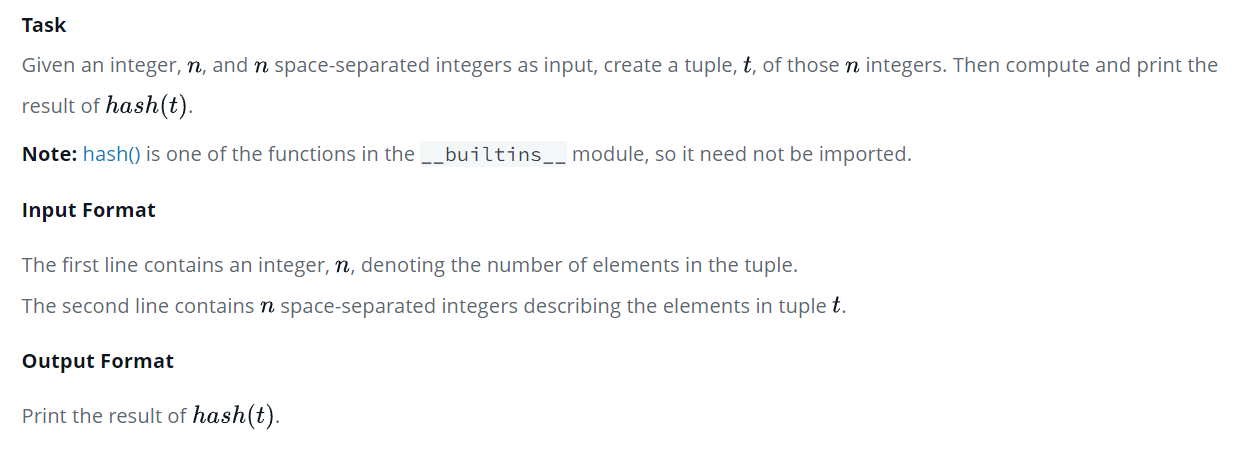 Task
Given an integer, n, and n space-separated integers as input, create a tuple, t, of those n integers. Then compute and print the
result of hash(t).
Note: hash() is one of the functions in the __builtins__ module, so it need not be imported.
Input Format
The first line contains an integer, n, denoting the number of elements in the tuple.
The second line contains n space-separated integers describing the elements in tuple t.
Output Format
Print the result of hash(t).